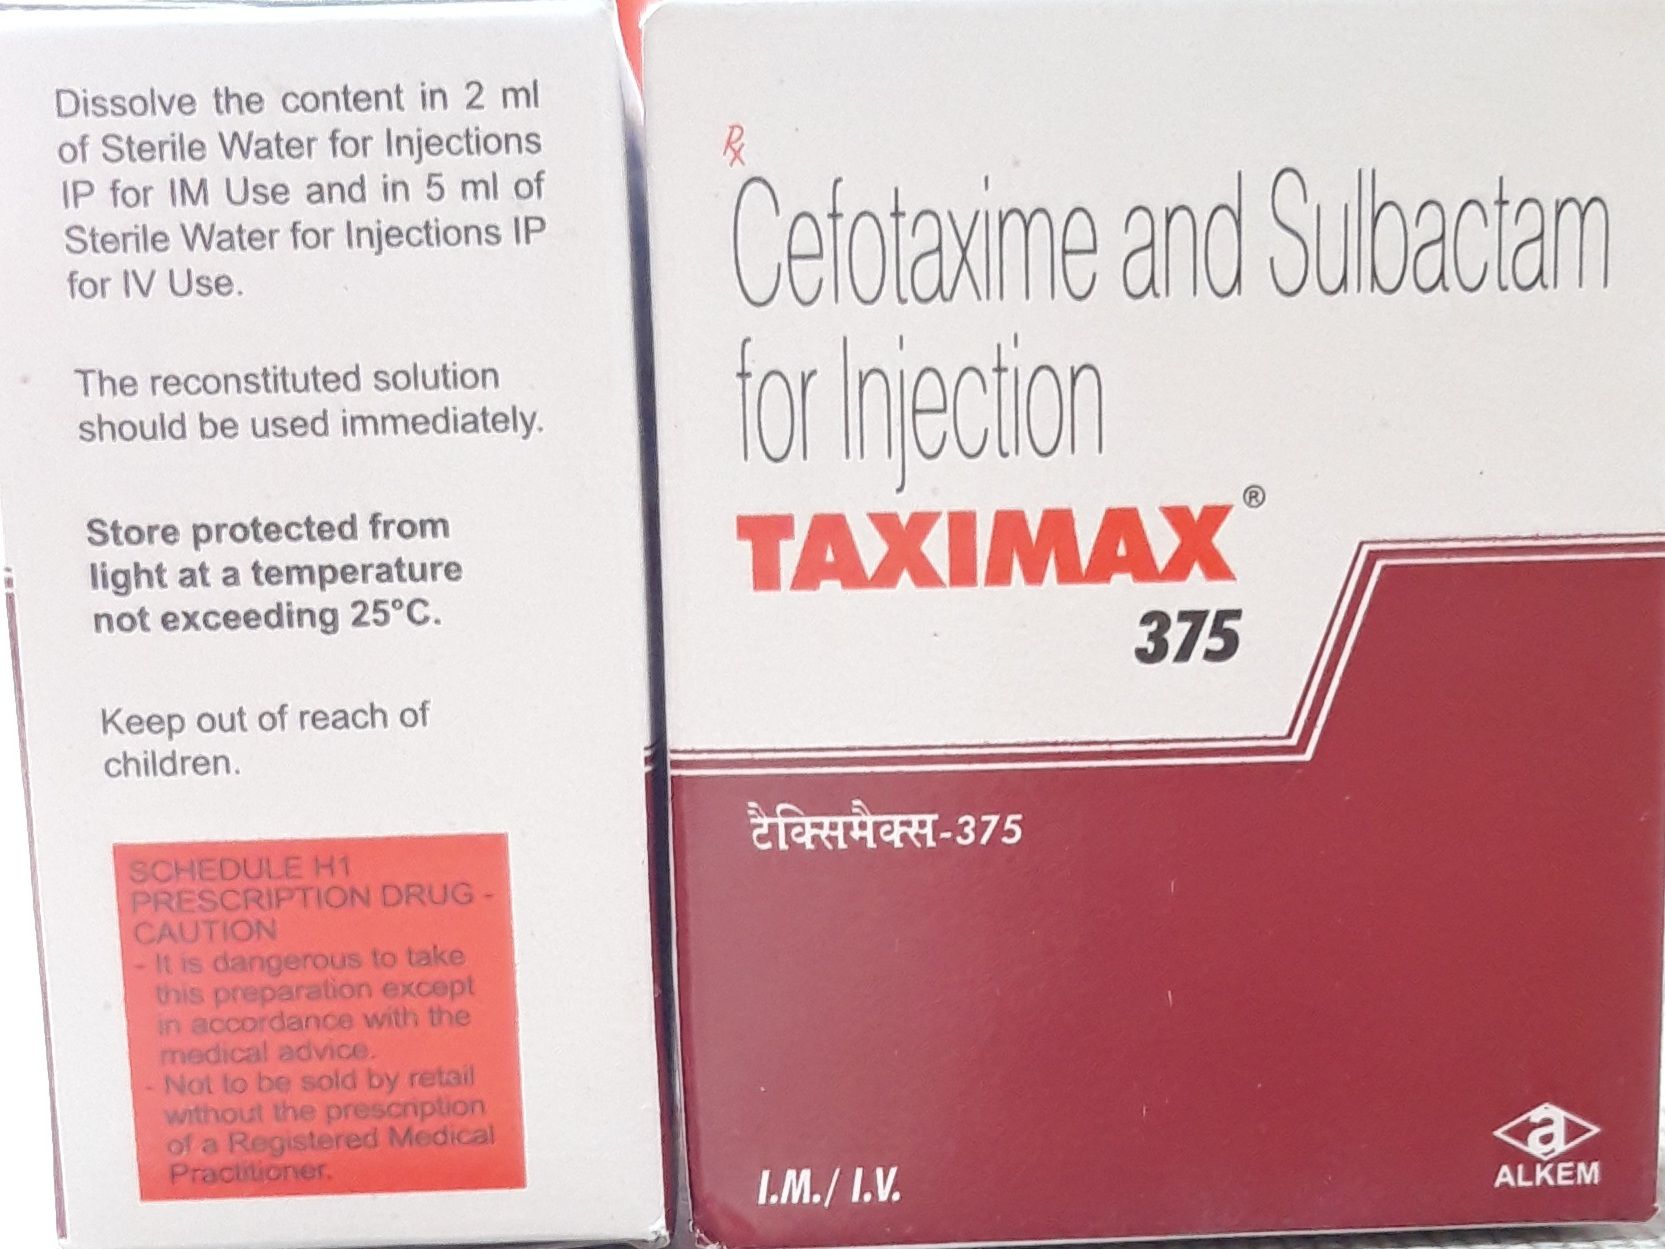 Dissolve the content in 2 ml
of Sterile Water for Injections
IP for IM Use and in 5 ml of
Sterile Water for Injections IP
for IV Use.
The reconstituted solution
should be used immediately.
Store protected from
light at a temperature
not exceeding 25°C.
Keep out of reach of
children.
SCHEDULE H1
PRESCRIPTION DRUG -
CAUTION
- It is dangerous to take
this preparation except
in accordance with the
medical advice.
- Not to be sold by retail
without the prescription
of a Registered Medical
Practitioner.
Rx
Cefotaxime and Sulbactam
for Injection
TAXIMAX®
375
टैक्सिमैक्स-375
I.M./ I.V.
a
ALKEM